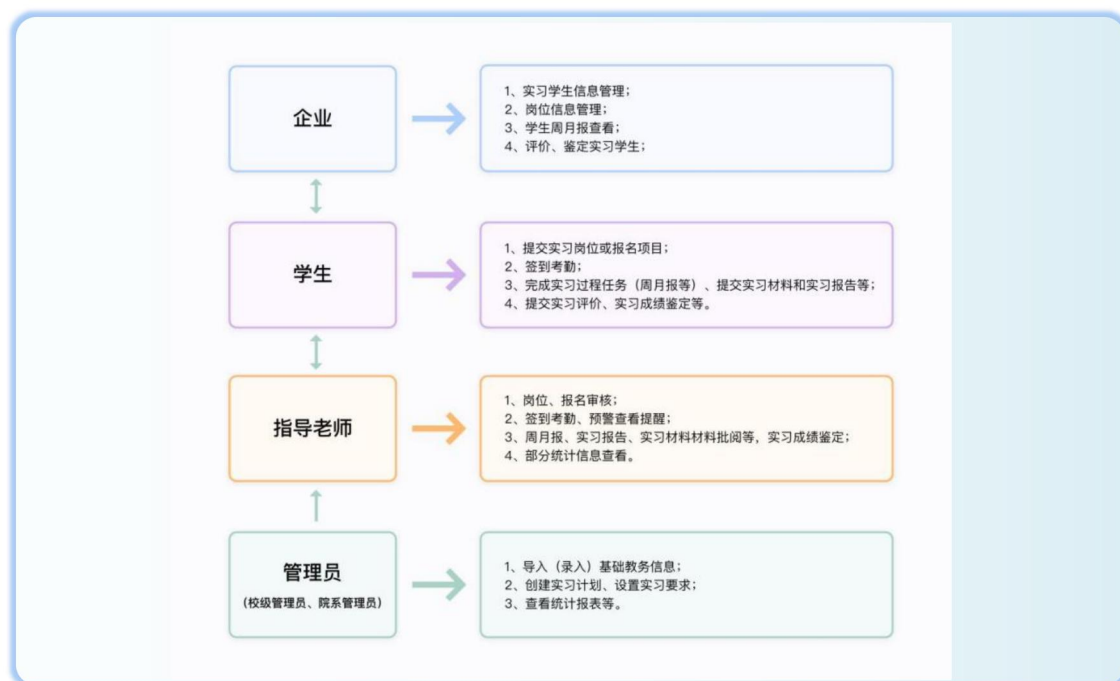 企业
1、实习学生信息管理；
2、岗位信息管理；
3、学生周月报查看；
4、评价、鉴定实习学生；
学生
1、提交实习岗位或报名项目；
2、签到考勤；
3、完成实习过程任务（周月报等）、提交实习材料和实习报告等；
4、提交实习评价、实习成绩鉴定等。
指导老师
1、岗位、报名审核；
2、签到考勤、预警查看提醒；
3、周月报、实习报告、实习材料材料批阅等，实习成绩鉴定；
4、部分统计信息查看。
管理员
（校级管理员、院系管理员）
1、导入（录入）基础教务信息；
2、创建实习计划、设置实习要求；
3、查看统计报表等。